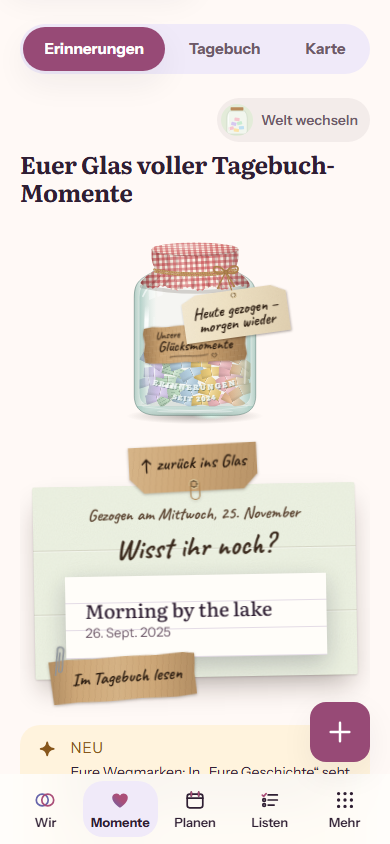 Erinnerungen
Tagebuch
Karte
Welt wechseln
Euer Glas voller Tagebuch-
Momente
Heute gezogen –
morgen wieder
Unsere
Glücksmomente
ERINNERUNGEN
SEIT 2024
↑ zurück ins Glas
Gezogen am Mittwoch, 25. November
Wisst ihr noch?
Morning by the lake
26. Sept. 2025
Im Tagebuch lesen
NEU
Eure Wegmarken: In „Eure Geschichte“ seht
Wir
Momente
Planen
Listen
Mehr